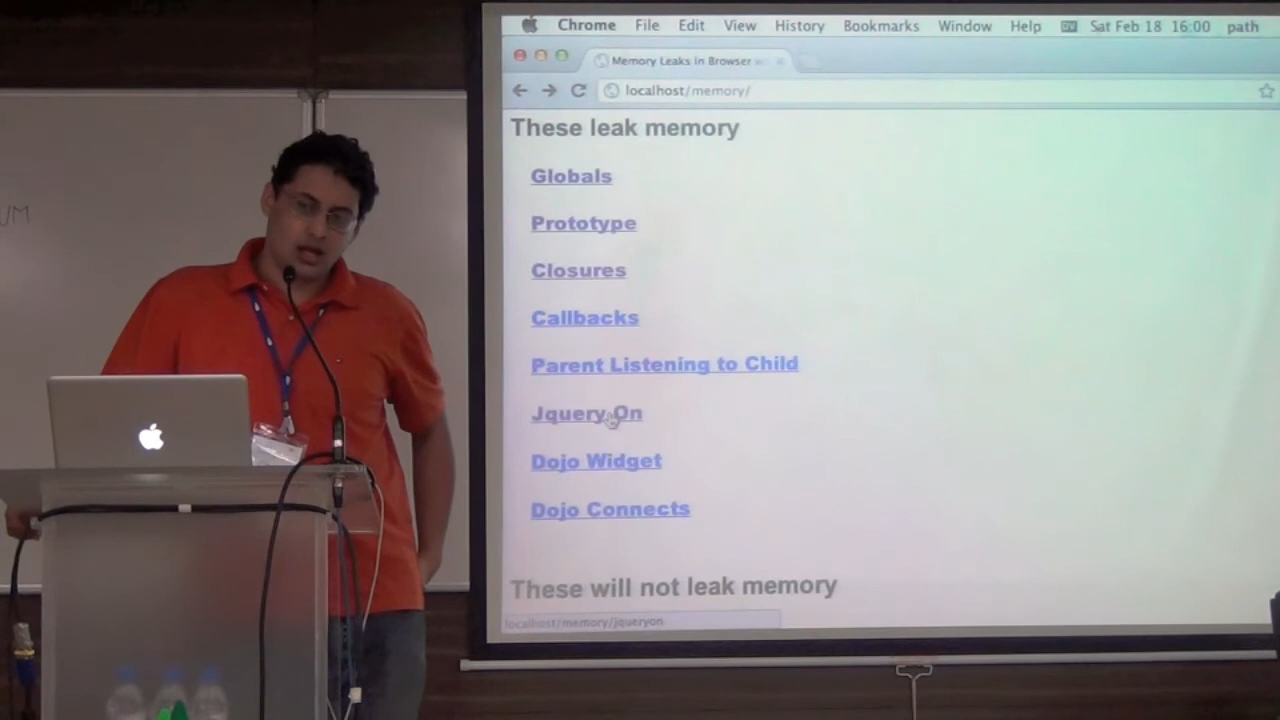 UM
Chrome File Edit View History Bookmarks Window Help DV Sat Feb 18 16:00 path
Memory Leaks in Browser
localhost/memory/
These leak memory
Globals
Prototype
Closures
Callbacks
Parent Listening to Child
Jquery On
Dojo Widget
Dojo Connects
These will not leak memory
localhost/memory/jqueryon